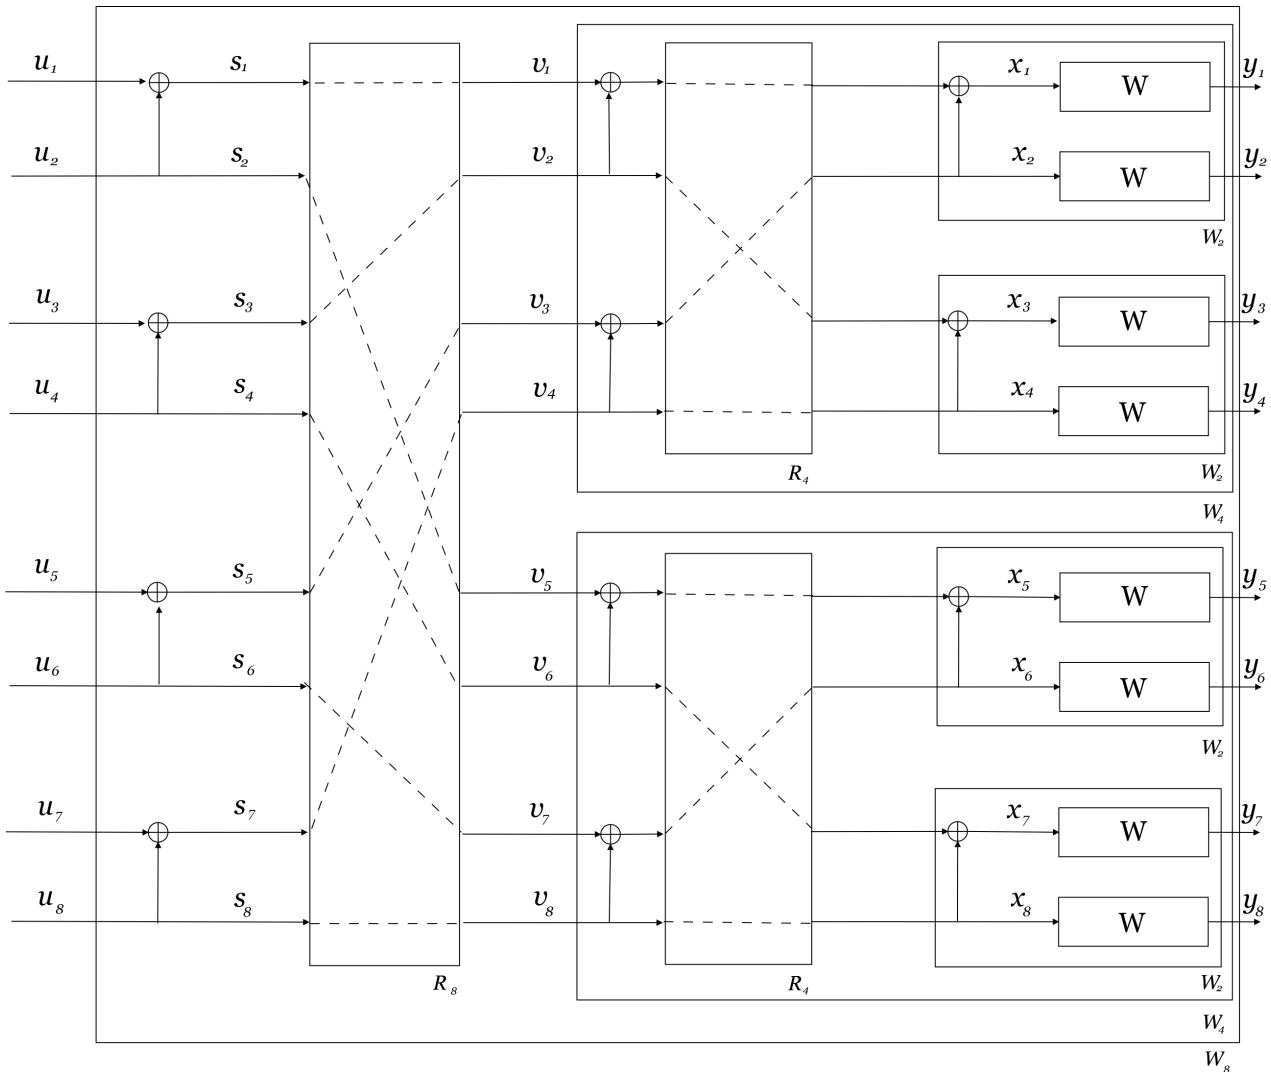 u₁ s₁ v₁ x₁ W y₁
u₂ s₂ v₂ x₂ W y₂
W₂
u₃ s₃ v₃ x₃ W y₃
u₄ s₄ v₄ x₄ W y₄
R₄ W₂
W₄
u₅ s₅ v₅ x₅ W y₅
u₆ s₆ v₆ x₆ W y₆
W₂
u₇ s₇ v₇ x₇ W y₇
u₈ s₈ v₈ x₈ W y₈
R₈ R₄ W₂
W₄
W₈